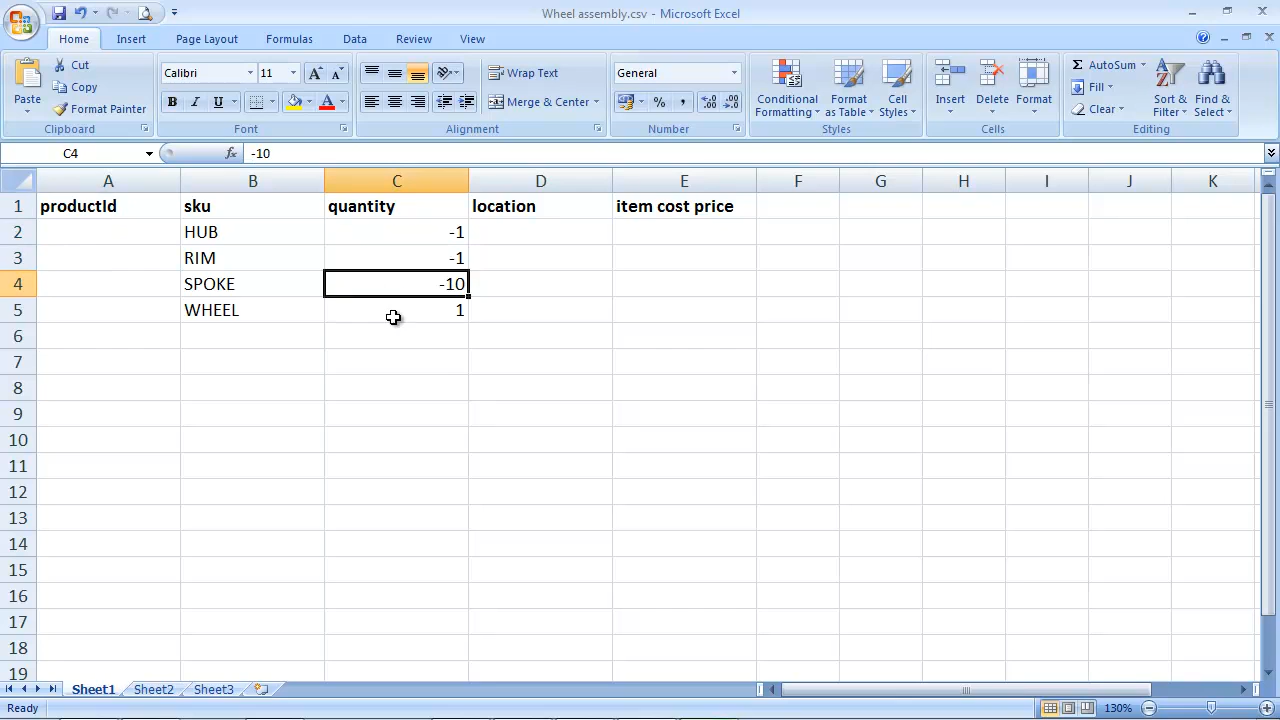 Wheel assembly.csv - Microsoft Excel
Home Insert Page Layout Formulas Data Review View
Paste Cut Copy Format Painter Clipboard
Calibri 11 B I U A Font
Wrap Text Merge & Center Alignment
General % , Number
Conditional Formatting Format as Table Cell Styles Styles
Insert Delete Format Cells
AutoSum Fill Clear Sort & Filter Find & Select Editing
C4 fx -10
A B C D E F G H I J K
1 productId sku quantity location item cost price
2 HUB -1
3 RIM -1
4 SPOKE -10
5 WHEEL 1
6
7
8
9
10
11
12
13
14
15
16
17
18
19
Sheet1 Sheet2 Sheet3
Ready 130%